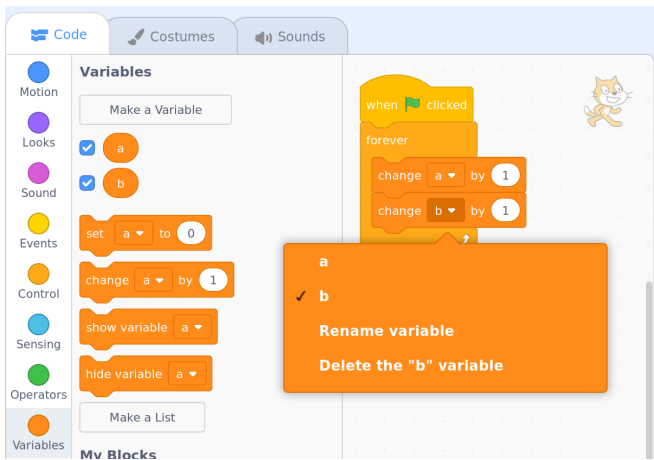 Code
Costumes
Sounds
Motion
Looks
Sound
Events
Control
Sensing
Operators
Variables
Variables
Make a Variable
a
b
set a to 0
change a by 1
show variable a
hide variable a
Make a List
My Blocks
when clicked
forever
change a by 1
change b by 1
a
✓ b
Rename variable
Delete the "b" variable